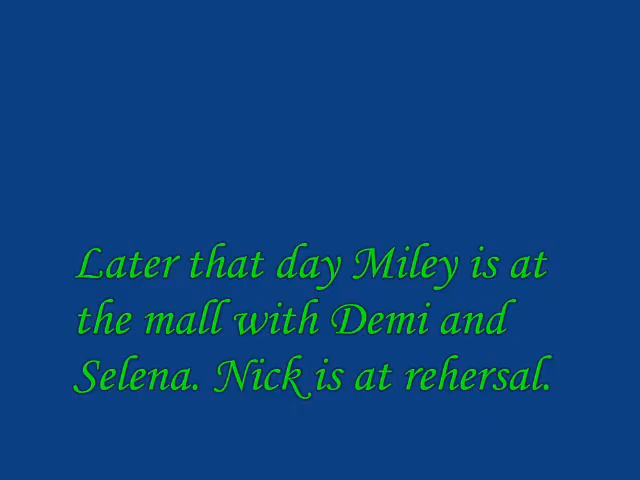 Later that day Miley is at
the mall with Demi and
Selena. Nick is at rehersal.